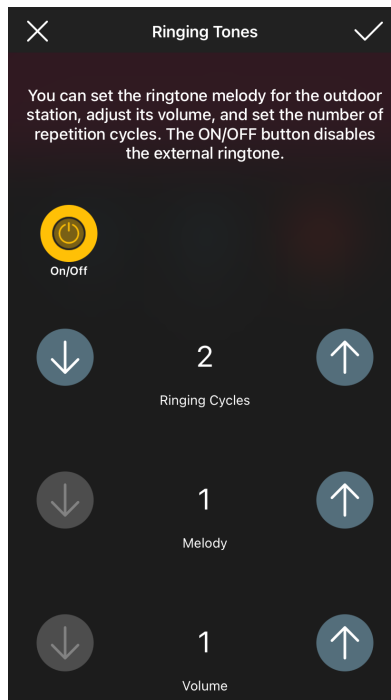 Ringing Tones
You can set the ringtone melody for the outdoor
station, adjust its volume, and set the number of
repetition cycles. The ON/OFF button disables
the external ringtone.
On/Off
2
Ringing Cycles
1
Melody
1
Volume